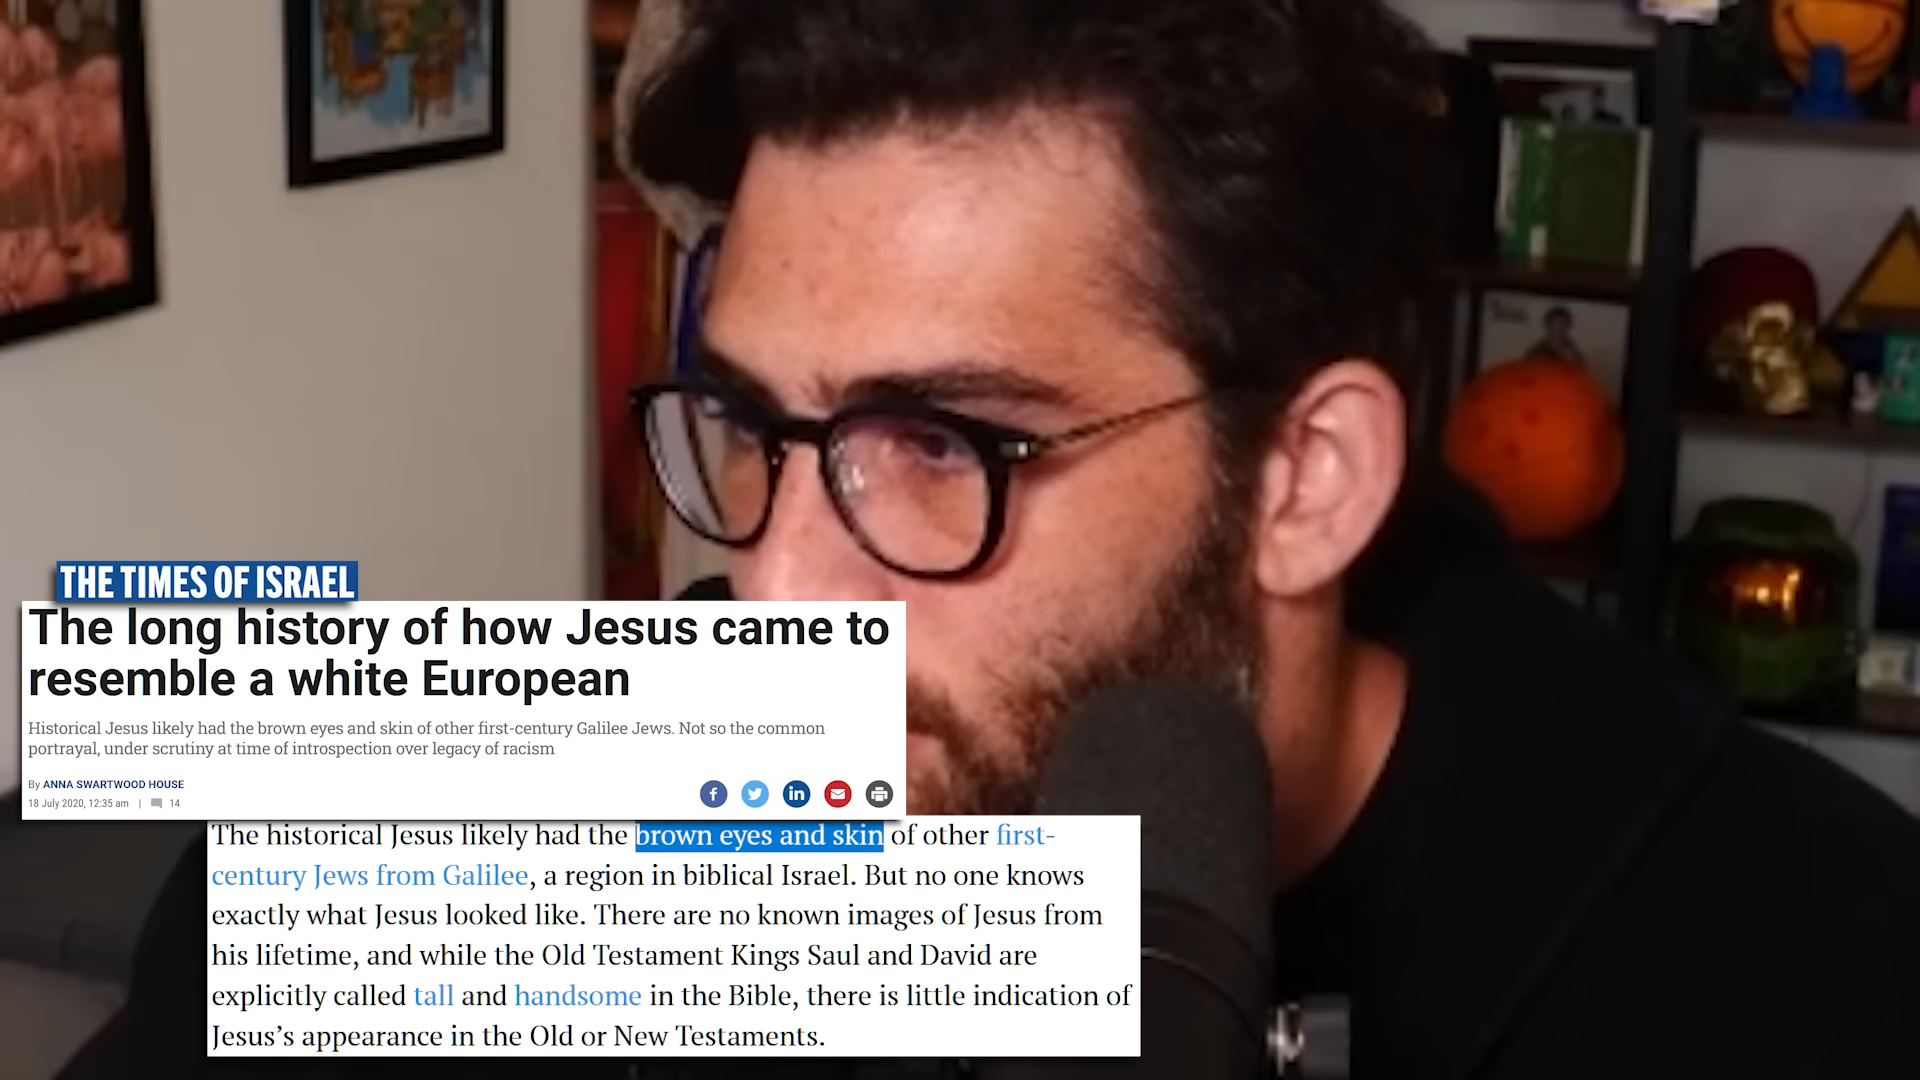 THE TIMES OF ISRAEL
The long history of how Jesus came to
resemble a white European
Historical Jesus likely had the brown eyes and skin of other first-century Galilee Jews. Not so the common
portrayal, under scrutiny at time of introspection over legacy of racism
By ANNA SWARTWOOD HOUSE
18 July 2020, 12:35 am | 14
The historical Jesus likely had the brown eyes and skin of other first-
century Jews from Galilee, a region in biblical Israel. But no one knows
exactly what Jesus looked like. There are no known images of Jesus from
his lifetime, and while the Old Testament Kings Saul and David are
explicitly called tall and handsome in the Bible, there is little indication of
Jesus’s appearance in the Old or New Testaments.